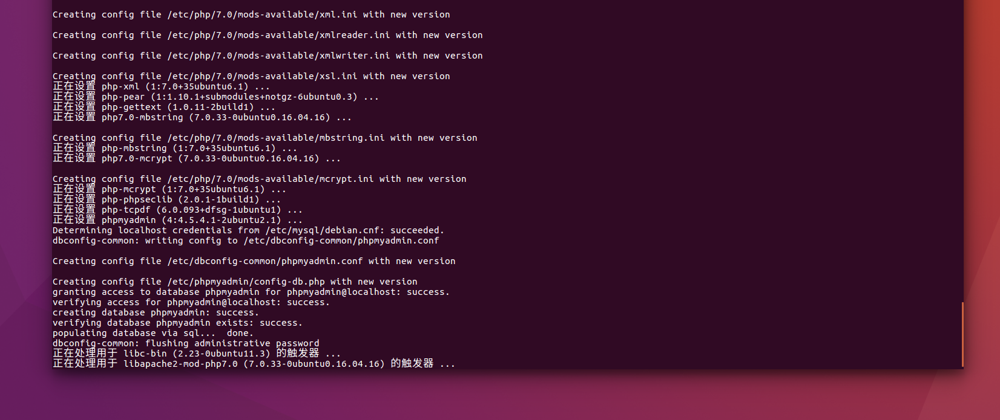 Creating config file /etc/php/7.0/mods-available/xml.ini with new version
Creating config file /etc/php/7.0/mods-available/xmlreader.ini with new version
Creating config file /etc/php/7.0/mods-available/xmlwriter.ini with new version
Creating config file /etc/php/7.0/mods-available/xsl.ini with new version
正在设置 php-xml (1:7.0+35ubuntu6.1) ...
正在设置 php-pear (1:1.10.1+submodules+notgz-6ubuntu0.3) ...
正在设置 php-gettext (1.0.11-2build1) ...
正在设置 php7.0-mbstring (7.0.33-0ubuntu0.16.04.16) ...
Creating config file /etc/php/7.0/mods-available/mbstring.ini with new version
正在设置 php-mbstring (1:7.0+35ubuntu6.1) ...
正在设置 php7.0-mcrypt (7.0.33-0ubuntu0.16.04.16) ...
Creating config file /etc/php/7.0/mods-available/mcrypt.ini with new version
正在设置 php-mcrypt (1:7.0+35ubuntu6.1) ...
正在设置 php-phpseclib (2.0.1-1build1) ...
正在设置 php-tcpdf (6.0.093+dfsg-1ubuntu1) ...
正在设置 phpmyadmin (4:4.5.4.1-2ubuntu2.1) ...
Determining localhost credentials from /etc/mysql/debian.cnf: succeeded.
dbconfig-common: writing config to /etc/dbconfig-common/phpmyadmin.conf
Creating config file /etc/dbconfig-common/phpmyadmin.conf with new version
Creating config file /etc/phpmyadmin/config-db.php with new version
granting access to database phpmyadmin for phpmyadmin@localhost: success.
verifying access for phpmyadmin@localhost: success.
creating database phpmyadmin: success.
verifying database phpmyadmin exists: success.
populating database via sql...  done.
dbconfig-common: flushing administrative password
正在处理用于 libc-bin (2.23-0ubuntu11.3) 的触发器 ...
正在处理用于 libapache2-mod-php7.0 (7.0.33-0ubuntu0.16.04.16) 的触发器 ...